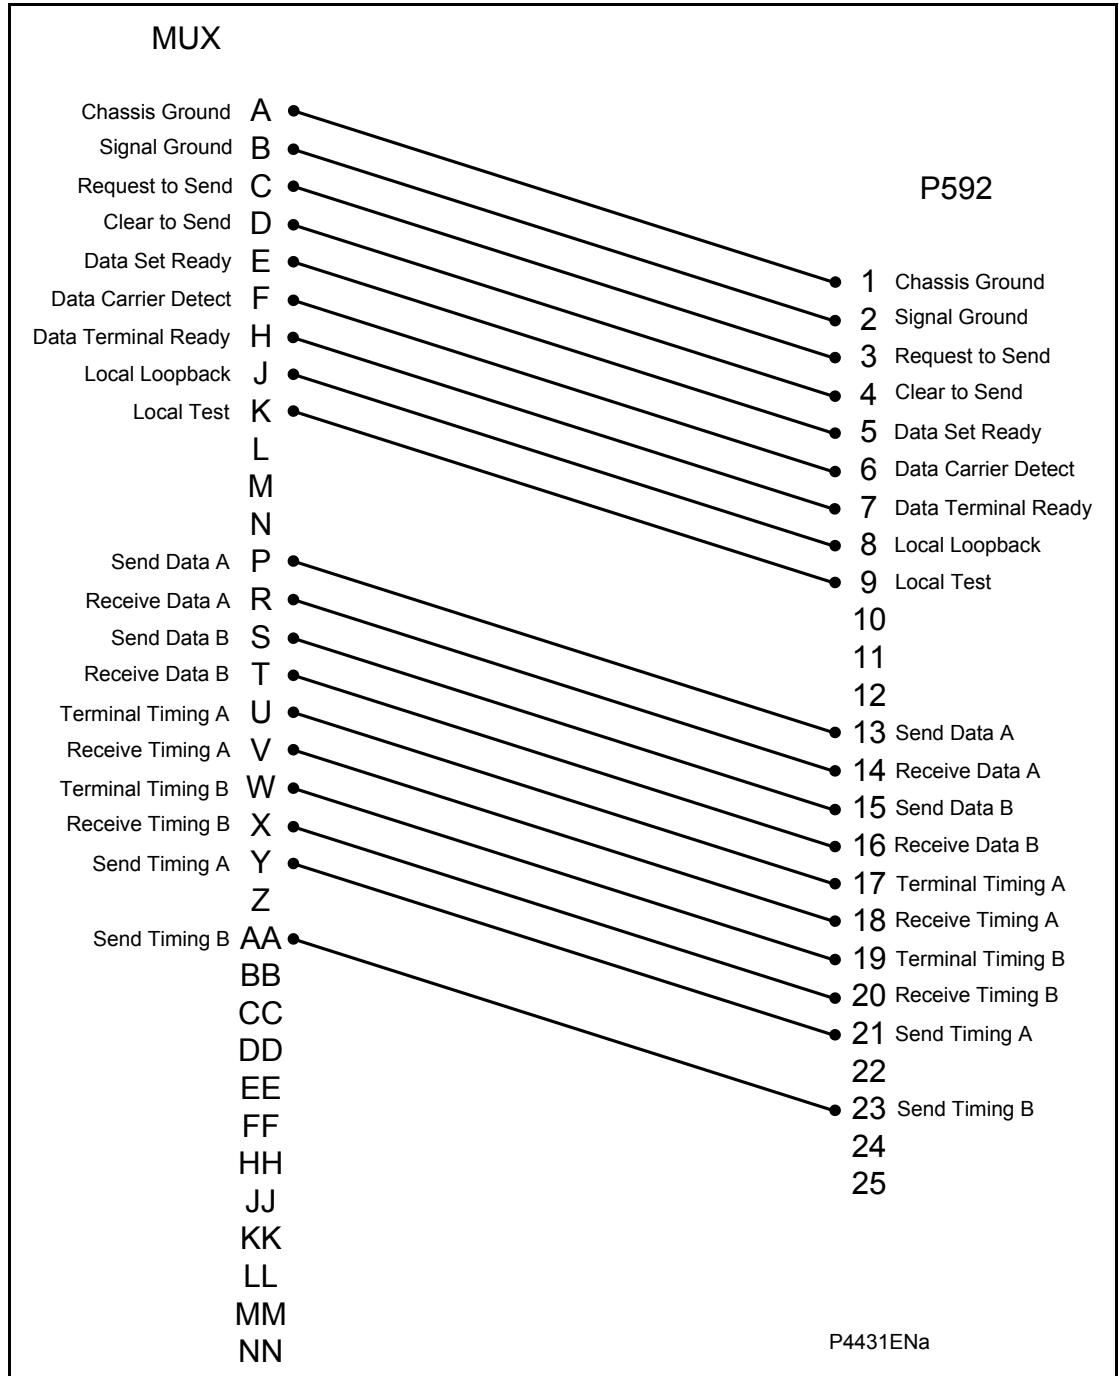 MUX
Chassis Ground A
Signal Ground B
Request to Send C
Clear to Send D
Data Set Ready E
Data Carrier Detect F
Data Terminal Ready H
Local Loopback J
Local Test K
L
M
N
Send Data A P
Receive Data A R
Send Data B S
Receive Data B T
Terminal Timing A U
Receive Timing A V
Terminal Timing B W
Receive Timing B X
Send Timing A Y
Z
Send Timing B AA
BB
CC
DD
EE
FF
HH
JJ
KK
LL
MM
NN
P592
1 Chassis Ground
2 Signal Ground
3 Request to Send
4 Clear to Send
5 Data Set Ready
6 Data Carrier Detect
7 Data Terminal Ready
8 Local Loopback
9 Local Test
10
11
12
13 Send Data A
14 Receive Data A
15 Send Data B
16 Receive Data B
17 Terminal Timing A
18 Receive Timing A
19 Terminal Timing B
20 Receive Timing B
21 Send Timing A
22
23 Send Timing B
24
25
P4431ENa